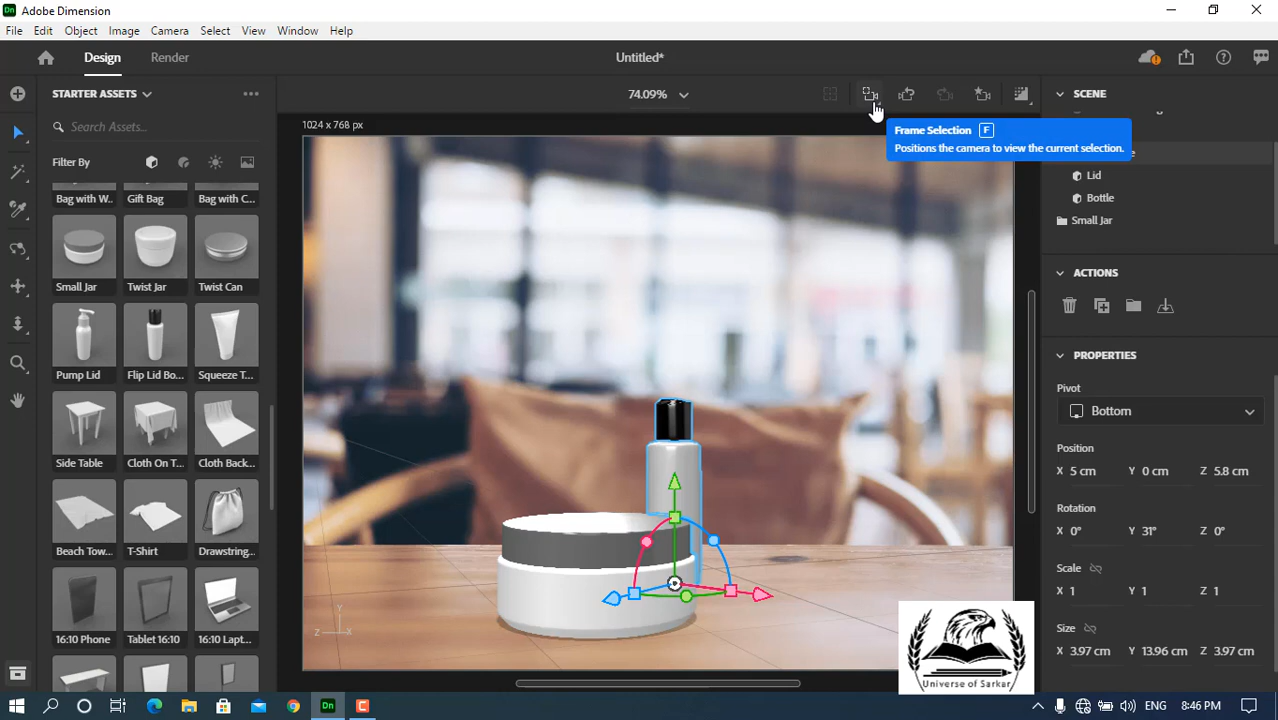 Dn Adobe Dimension
File Edit Object Image Camera Select View Window Help
Design Render Untitled*
STARTER ASSETS
74.09%
SCENE
Search Assets...
1024 x 768 px
Frame Selection F
Positions the camera to view the current selection.
Filter By
Lid
Bag with W... Gift Bag Bag with C...
Bottle
Small Jar
Small Jar Twist Jar Twist Can
ACTIONS
Pump Lid Flip Lid Bo... Squeeze T...
PROPERTIES
Pivot
Bottom
Side Table Cloth On T... Cloth Back...
Position
X 5 cm Y 0 cm Z 5.8 cm
Rotation
X 0° Y 31° Z 0°
Beach Tow... T-Shirt Drawstring...
Scale
X 1 Y 1 Z 1
Size
X 3.97 cm Y 13.96 cm Z 3.97 cm
16:10 Phone Tablet 16:10 16:10 Lapt...
Y
Z X
Universe of Sarkar
Dn C ENG 8:46 PM